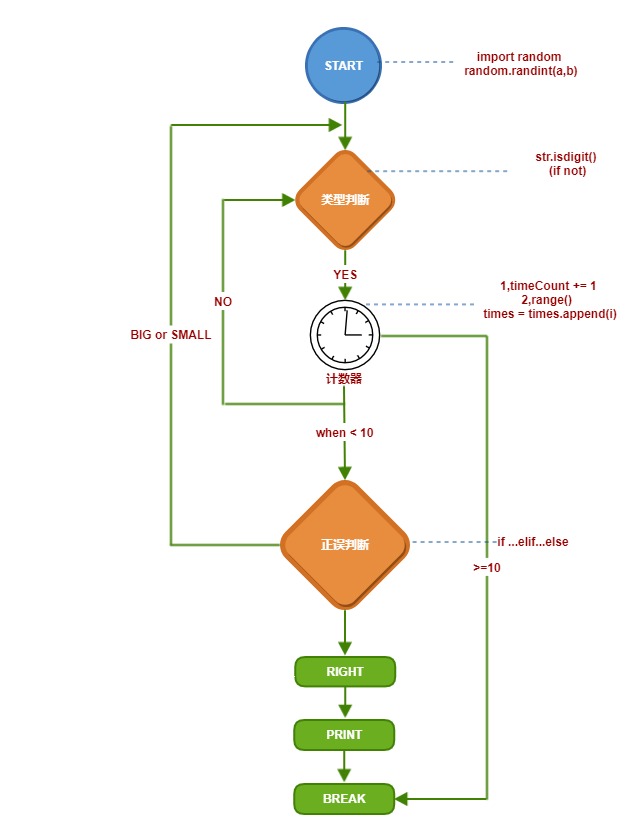 START
import random
random.randint(a,b)
str.isdigit()
(if not)
类型判断
YES
1,timeCount += 1
2,range()
times = times.append(i)
NO
BIG or SMALL
计数器
when < 10
正误判断
if ...elif...else
>=10
RIGHT
PRINT
BREAK